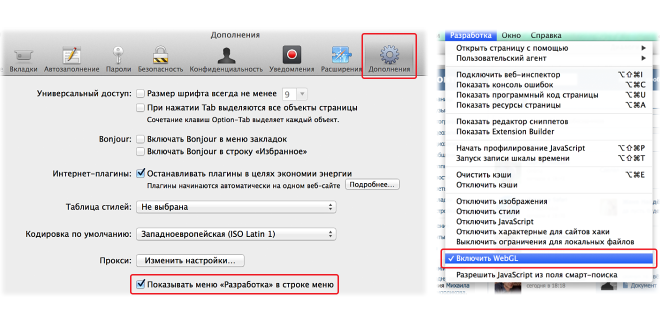 Дополнения
Вкладки Автозаполнение Пароли Безопасность Конфиденциальность Уведомления Расширения Дополнения
Универсальный доступ: Размер шрифта всегда не менее 9
При нажатии Tab выделяются все объекты страницы
Сочетание клавиш Option-Tab выделяет каждый объект.
Bonjour: Включать Bonjour в меню закладок
Включать Bonjour в строку «Избранное»
Интернет-плагины: Останавливать плагины в целях экономии энергии
Плагины начинаются автоматически на одном веб-сайте Подробнее...
Таблица стилей: Не выбрана
Кодировка по умолчанию: Западноевропейская (ISO Latin 1)
Прокси: Изменить настройки...
Показывать меню «Разработка» в строке меню
Разработка Окно Справка
Открыть страницу с помощью
Пользовательский агент
Подключить веб-инспектор ⌥⇧⌘I
Показать консоль ошибок ⌥⌘C
Показать программный код страницы ⌥⌘U
Показать ресурсы страницы ⌥⌘A
Показать редактор сниппетов
Показать Extension Builder
Начать профилирование JavaScript ⌥⇧⌘P
Запуск записи шкалы времени ⌥⇧⌘T
Очистить кэши ⌥⌘E
Отключить кэши
Отключить изображения
Отключить стили
Отключить JavaScript
Отключить характерные для сайтов хаки
Выключить ограничения для локальных файлов
Включить WebGL
Разрешить JavaScript из поля смарт-поиска
Михаила сегодня в 18:18 Документ